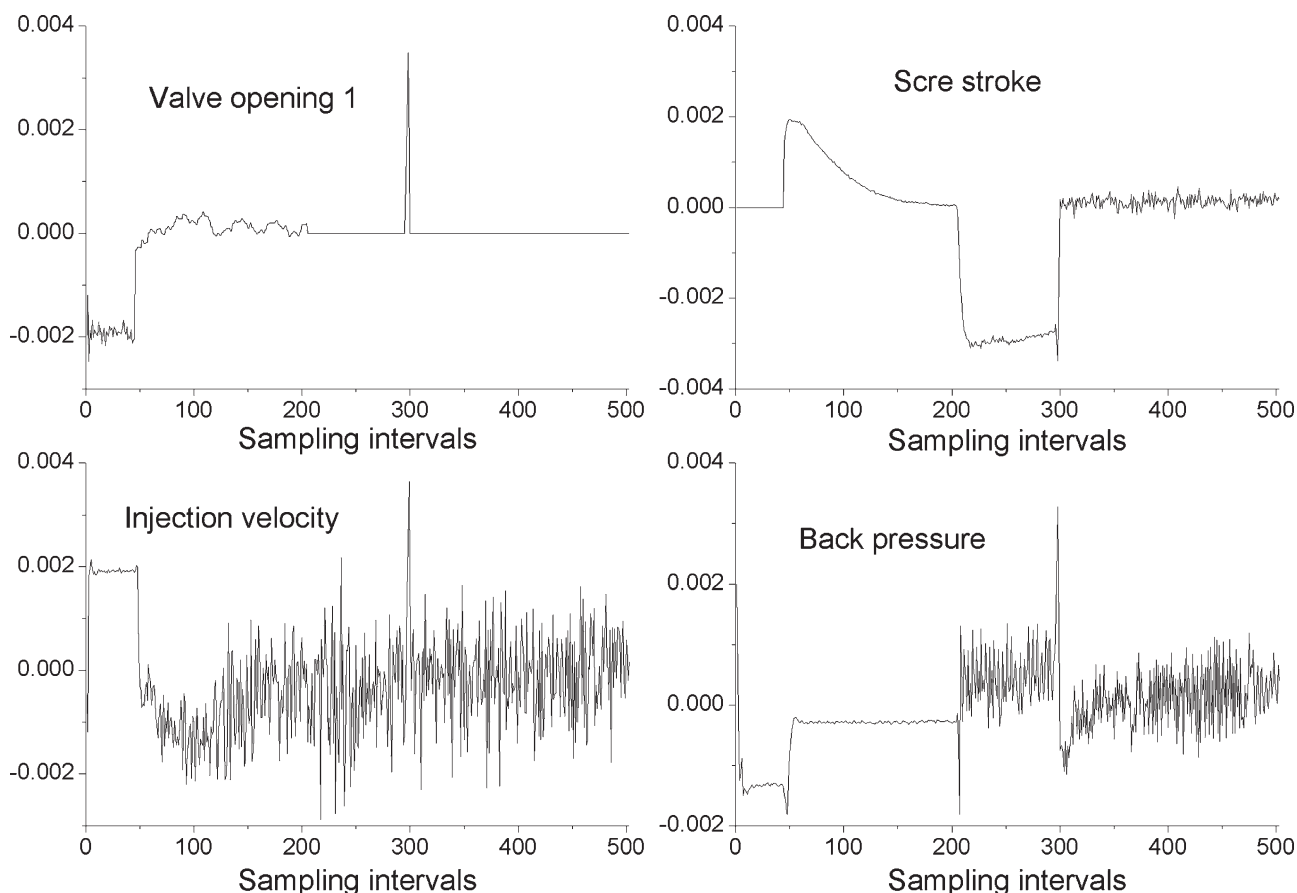 0.004
0.002
0.000
-0.002
Valve opening 1
0 100 200 300 400 500
Sampling intervals
0.004
0.002
0.000
-0.002
-0.004
Scre stroke
0 100 200 300 400 500
Sampling intervals
0.004
0.002
0.000
-0.002
Injection velocity
0 100 200 300 400 500
Sampling intervals
0.004
0.002
0.000
-0.002
Back pressure
0 100 200 300 400 500
Sampling intervals